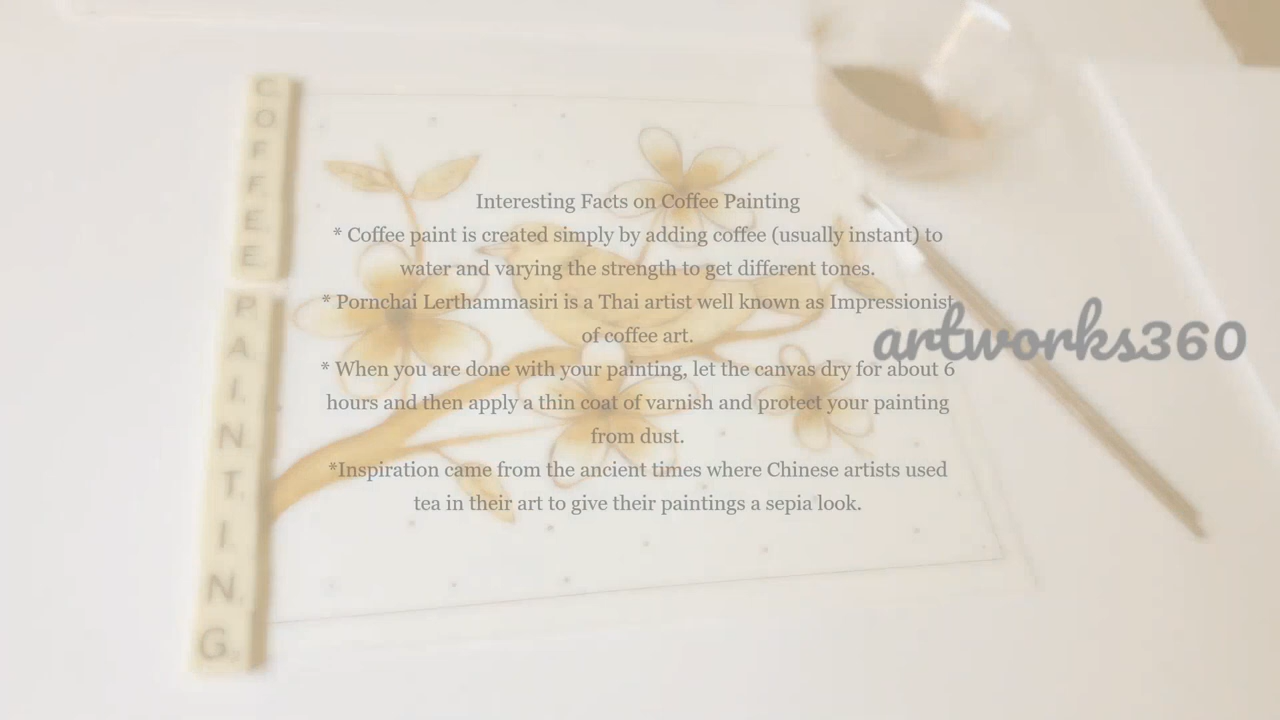 COFFEE PAINTING
Interesting Facts on Coffee Painting
* Coffee paint is created simply by adding coffee (usually instant) to
water and varying the strength to get different tones.
* Pornchai Lerthammasiri is a Thai artist well known as Impressionist
of coffee art.
* When you are done with your painting, let the canvas dry for about 6
hours and then apply a thin coat of varnish and protect your painting
from dust.
*Inspiration came from the ancient times where Chinese artists used
tea in their art to give their paintings a sepia look.
artworks360